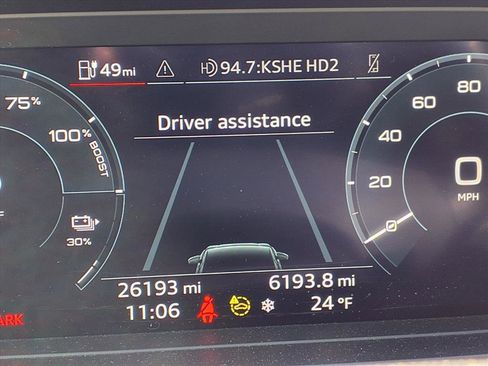 49mi
94.7:KSHE HD2
Driver assistance
75%
100%
BOOST
30%
80
60
40
20
0
MPH
26193 mi
6193.8 mi
11:06
24 °F